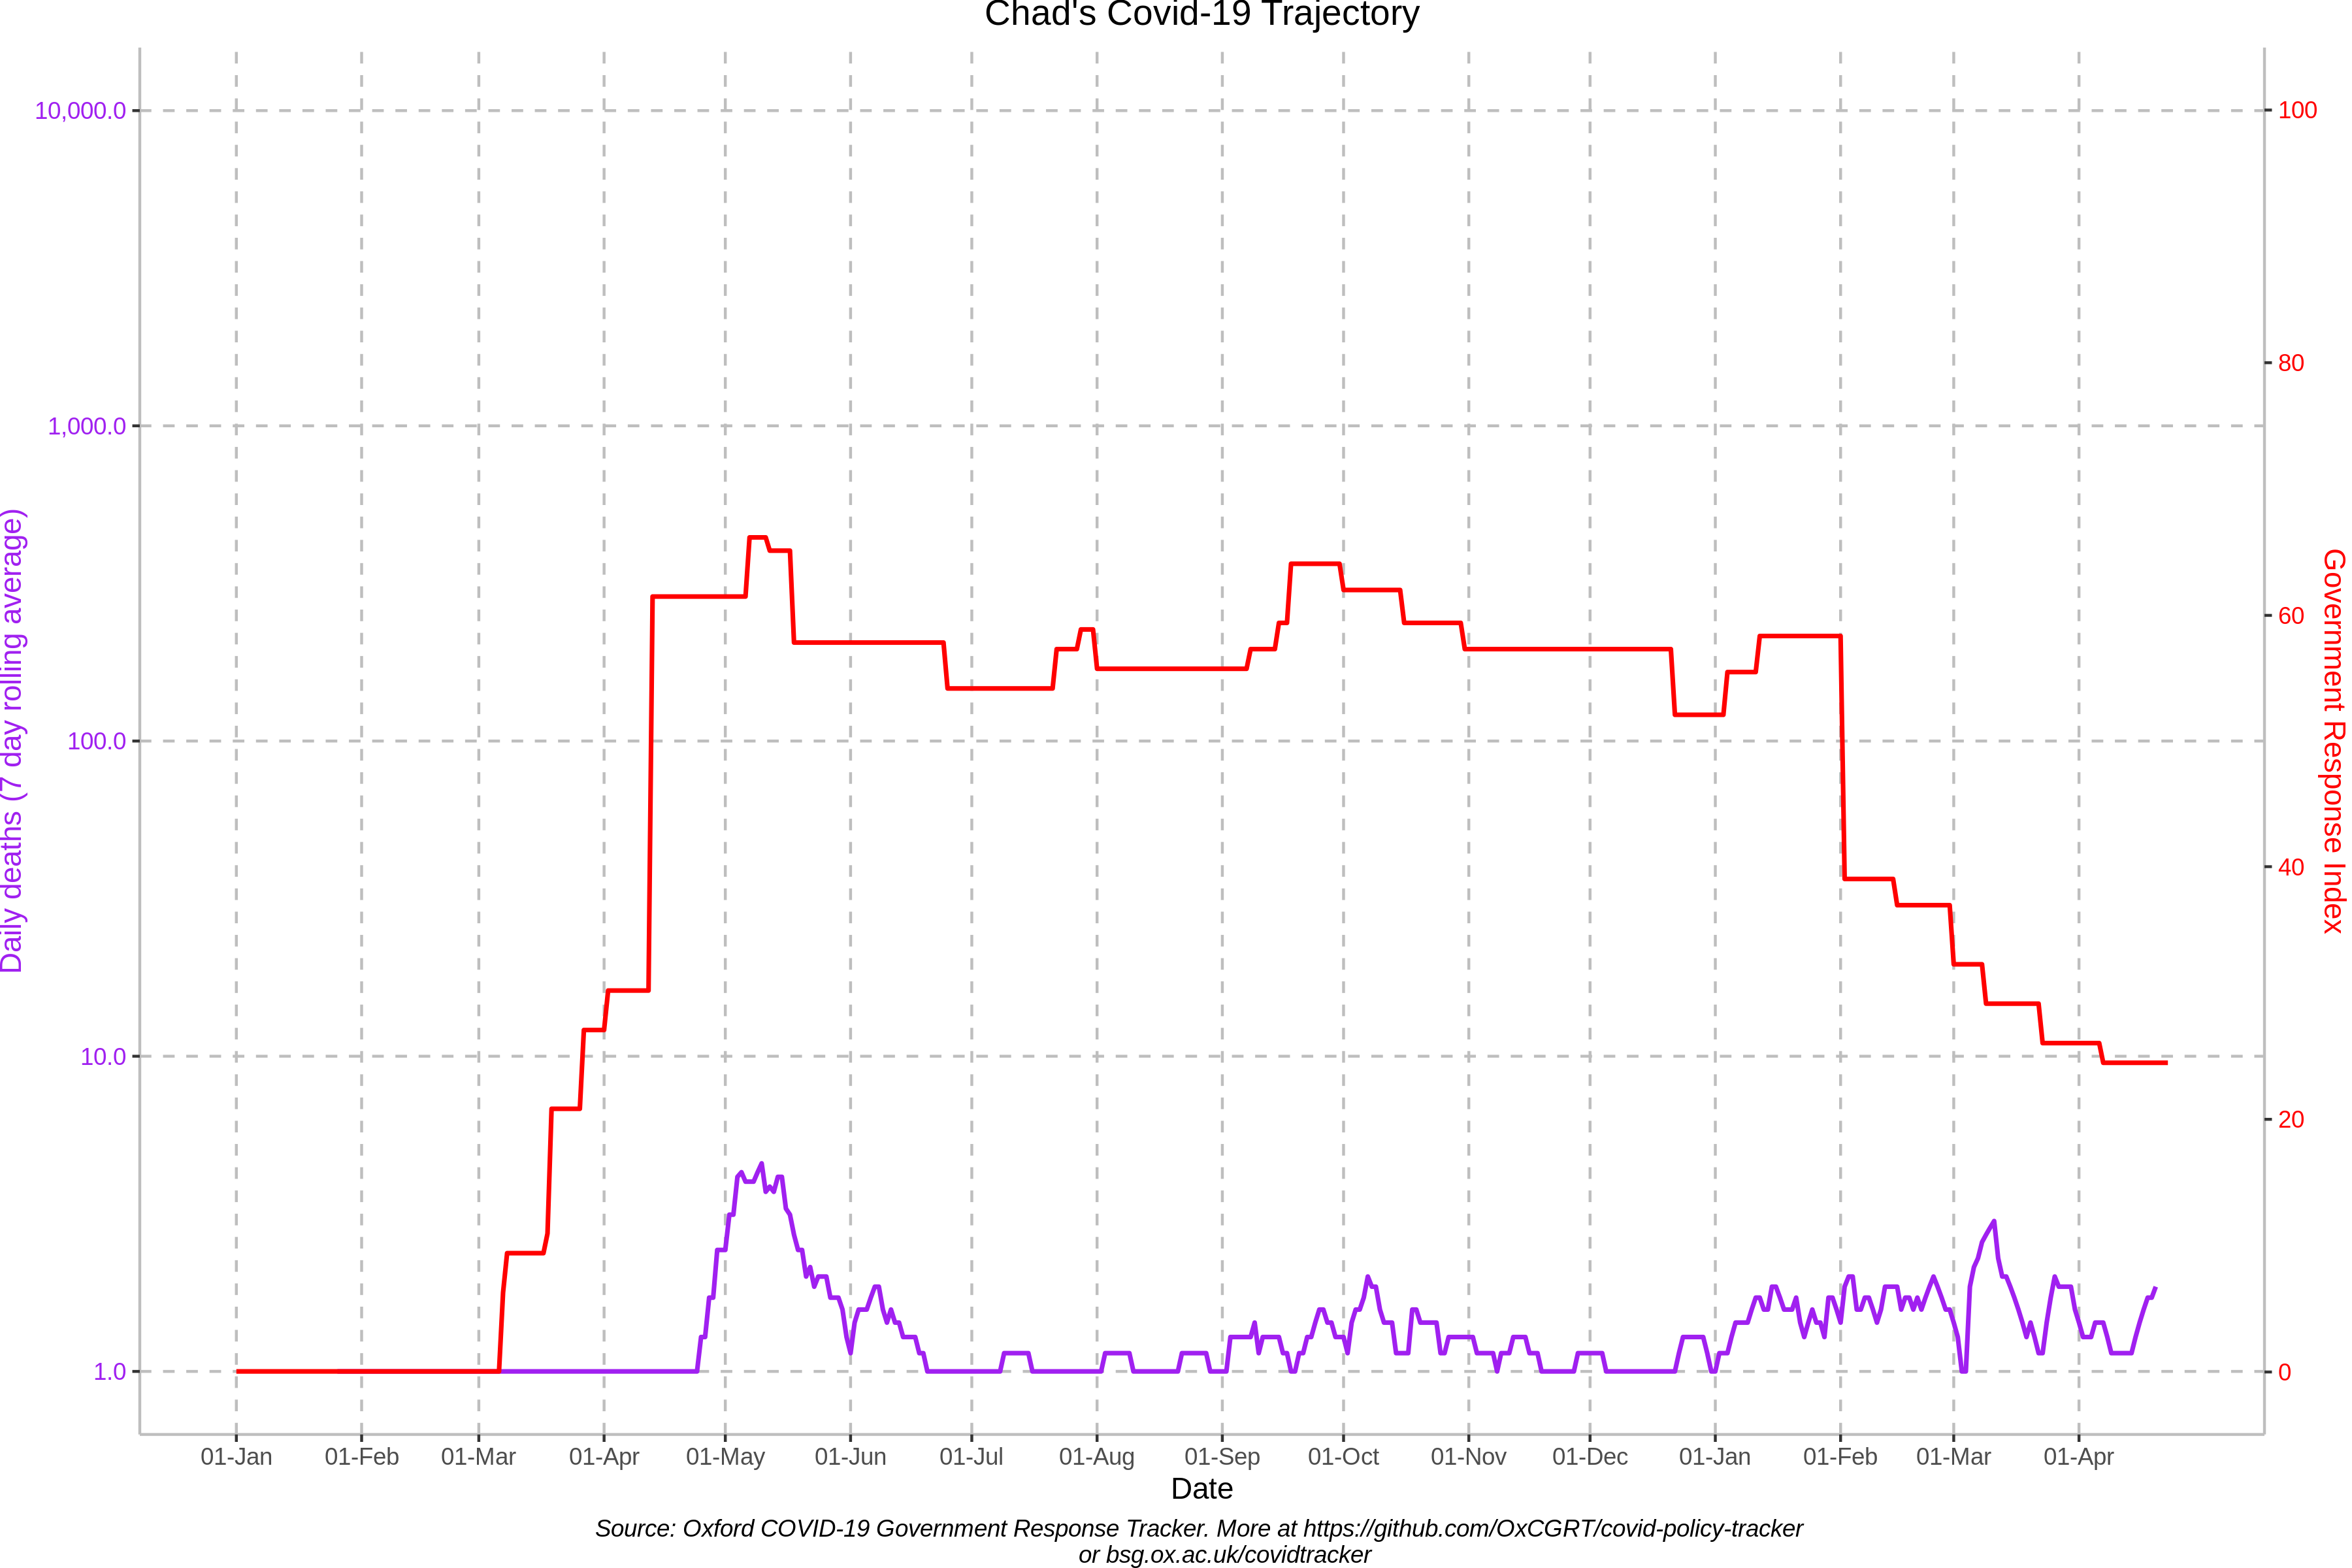 Chad's Covid-19 Trajectory
10,000.0
1,000.0
100.0
10.0
1.0
Daily deaths (7 day rolling average)
100
80
60
40
20
0
Government Response Index
01-Jan 01-Feb 01-Mar 01-Apr 01-May 01-Jun 01-Jul 01-Aug 01-Sep 01-Oct 01-Nov 01-Dec 01-Jan 01-Feb 01-Mar 01-Apr
Date
Source: Oxford COVID-19 Government Response Tracker. More at https://github.com/OxCGRT/covid-policy-tracker
or bsg.ox.ac.uk/covidtracker